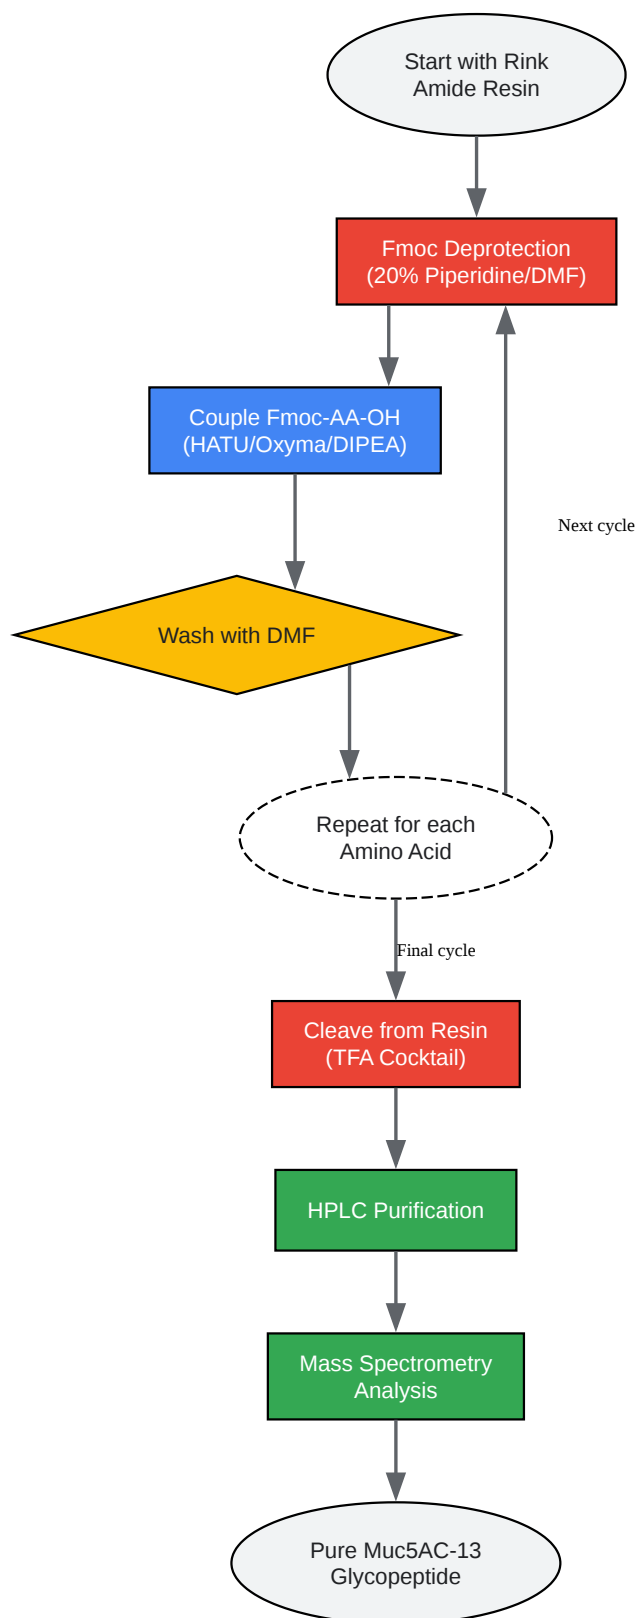 Start with Rink
Amide Resin
Fmoc Deprotection
(20% Piperidine/DMF)
Couple Fmoc-AA-OH
(HATU/Oxyma/DIPEA)
Next cycle
Wash with DMF
Repeat for each
Amino Acid
Final cycle
Cleave from Resin
(TFA Cocktail)
HPLC Purification
Mass Spectrometry
Analysis
Pure Muc5AC-13
Glycopeptide